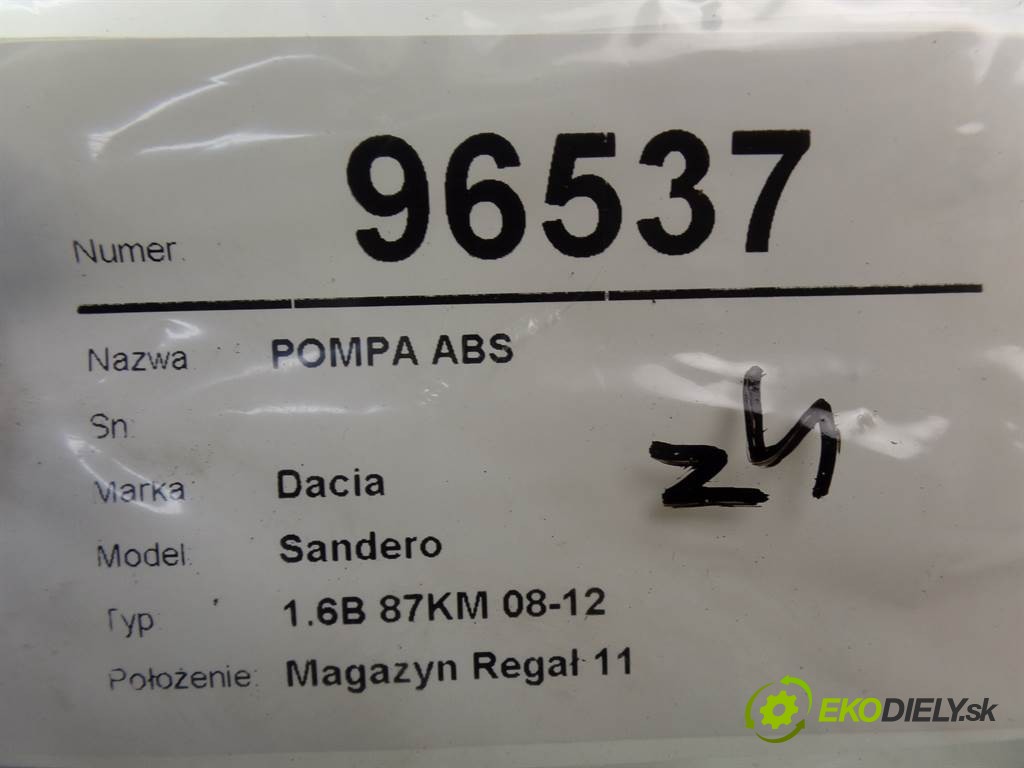 Numer: 96537
Nazwa POMPA ABS
Sn:
Marka: Dacia
Model: Sandero
Typ: 1.6B 87KM 08-12
Położenie: Magazyn Regał 11
EKODIELY.sk